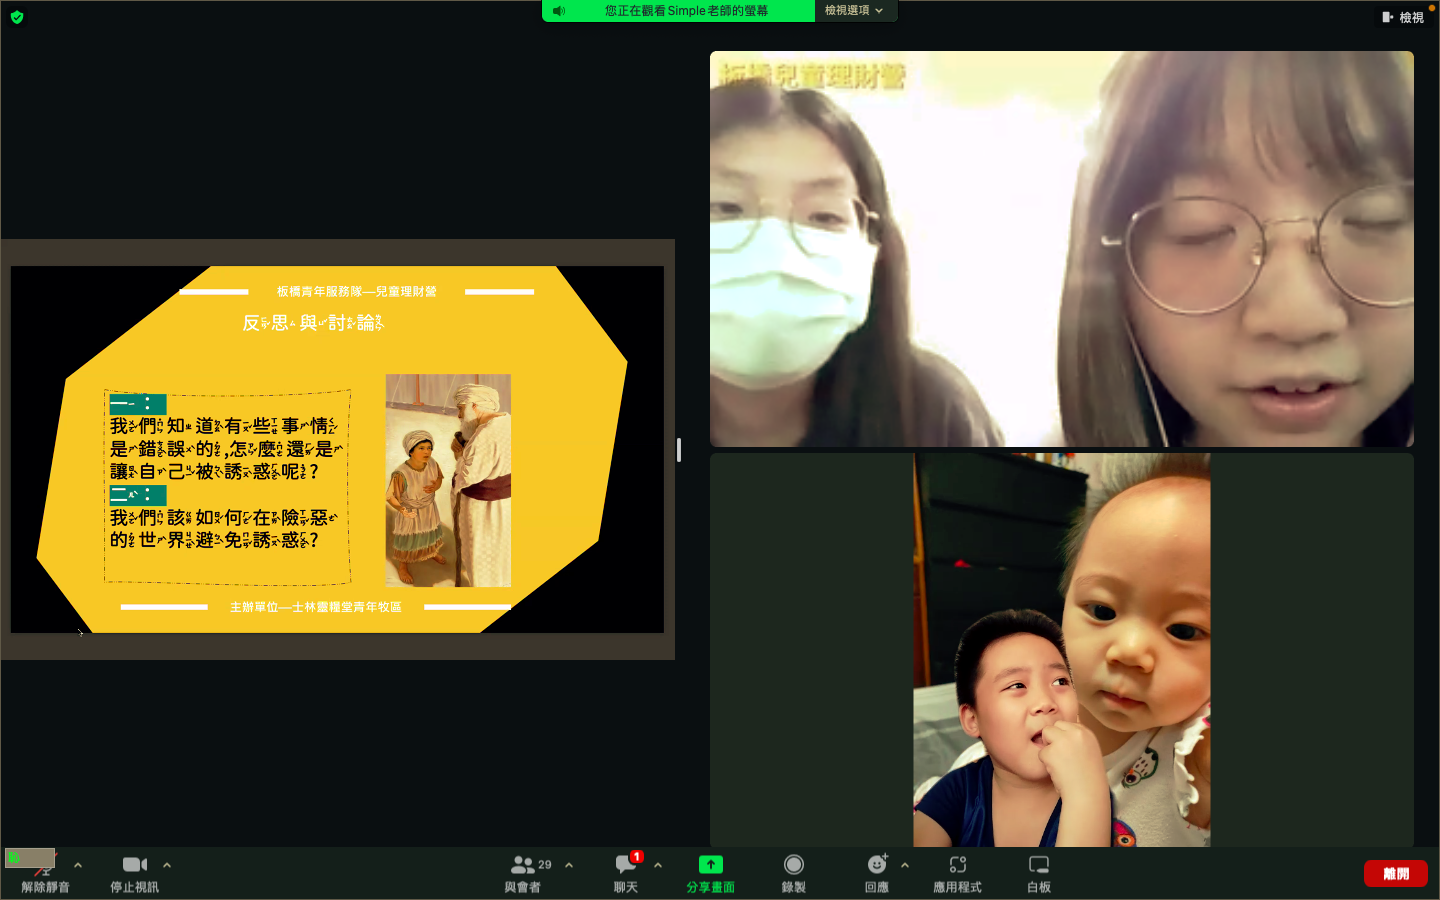 您正在觀看Simple老師的螢幕
檢視選項
檢視
板橋兒童理財營
板橋青年服務隊—兒童理財營
反思與討論
一：
我們知道有些事情
是錯誤的,怎麼還是
讓自己被誘惑呢?
二：
我們該如何在險惡
的世界避免誘惑?
主辦單位—士林靈糧堂青年牧區
解除靜音
停止視訊
29
與會者
1
聊天
分享畫面
錄製
回應
應用程式
白板
離開